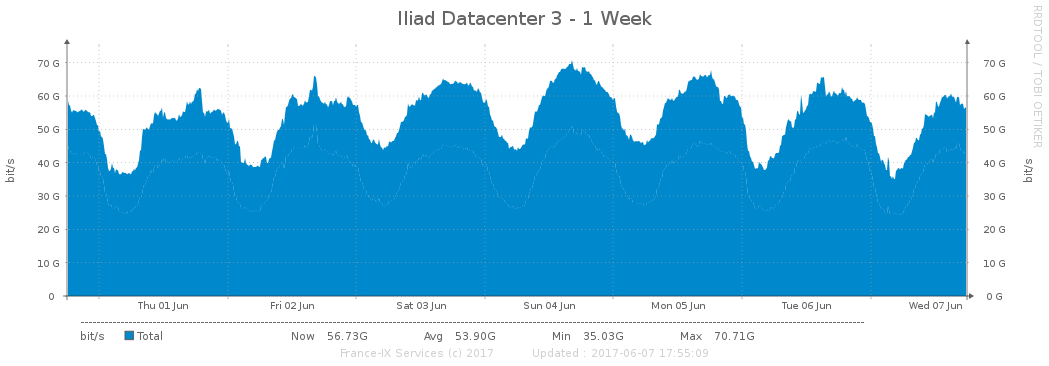 Iliad Datacenter 3 - 1 Week
RRDTOOL / TOBI OETIKER
bit/s
70 G
60 G
50 G
40 G
30 G
20 G
10 G
0
70 G
60 G
50 G
40 G
30 G
20 G
10 G
0 G
bit/s
Thu 01 Jun Fri 02 Jun Sat 03 Jun Sun 04 Jun Mon 05 Jun Tue 06 Jun Wed 07 Jun
bit/s Total Now 56.73G Avg 53.90G Min 35.03G Max 70.71G
France-IX Services (c) 2017 Updated : 2017-06-07 17:55:09